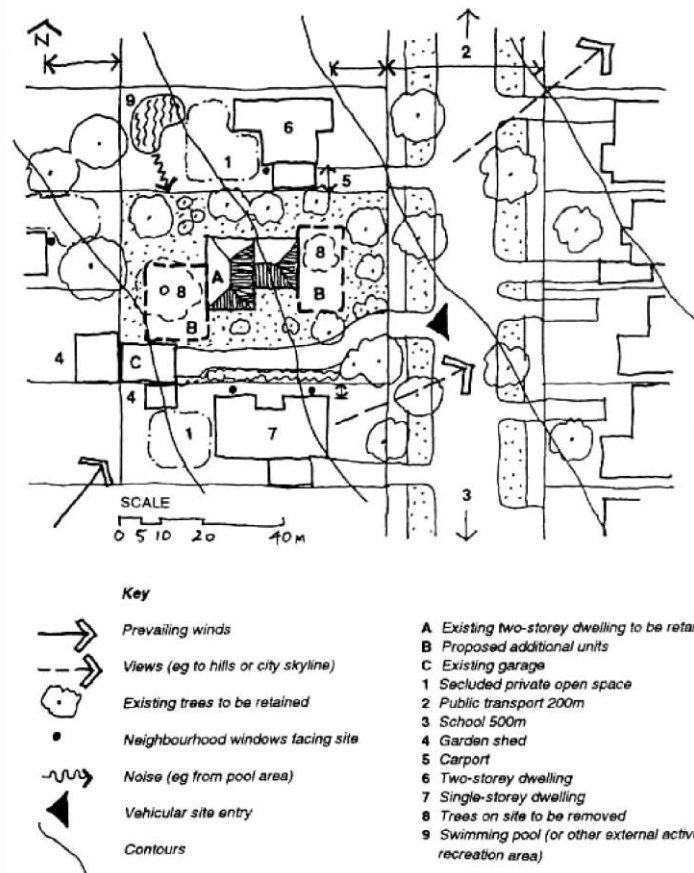 N
2
9
6
1
5
8
A
8
B
B
4
C
4
1
7
3
SCALE
0 5 10 20 40 M
Key
Prevailing winds
Views (eg to hills or city skyline)
Existing trees to be retained
Neighbourhood windows facing site
Noise (eg from pool area)
Vehicular site entry
Contours
A Existing two-storey dwelling to be retai
B Proposed additional units
C Existing garage
1 Secluded private open space
2 Public transport 200m
3 School 500m
4 Garden shed
5 Carport
6 Two-storey dwelling
7 Single-storey dwelling
8 Trees on site to be removed
9 Swimming pool (or other external active
recreation area)